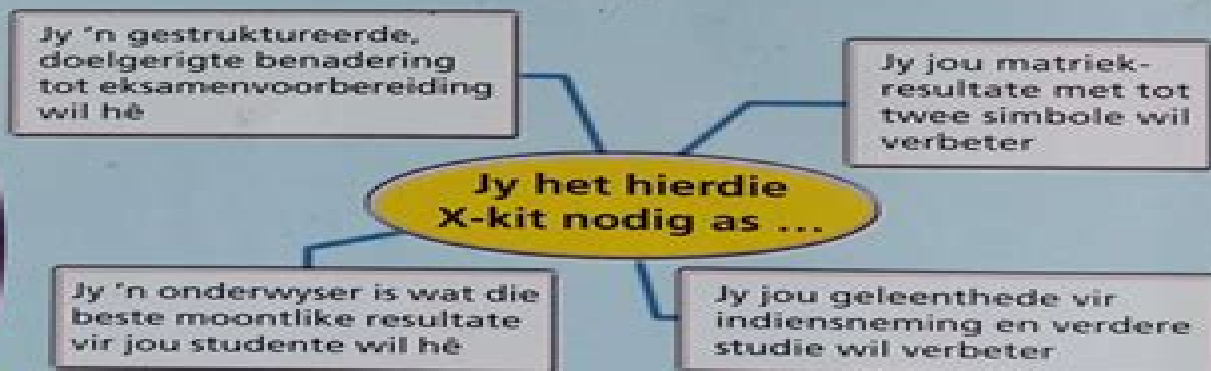 Jy 'n gestruktureerde,
doelgerigte benadering
tot eksamenvoorbereiding
wil hê
Jy jou matriek-
resultate met tot
twee simbole wil
verbeter
Jy het hierdie
X-kit nodig as ...
Jy 'n onderwyser is wat die
beste moontlike resultate
vir jou studente wil hê
Jy jou geleenthede vir
indiensneming en verdere
studie wil verbeter